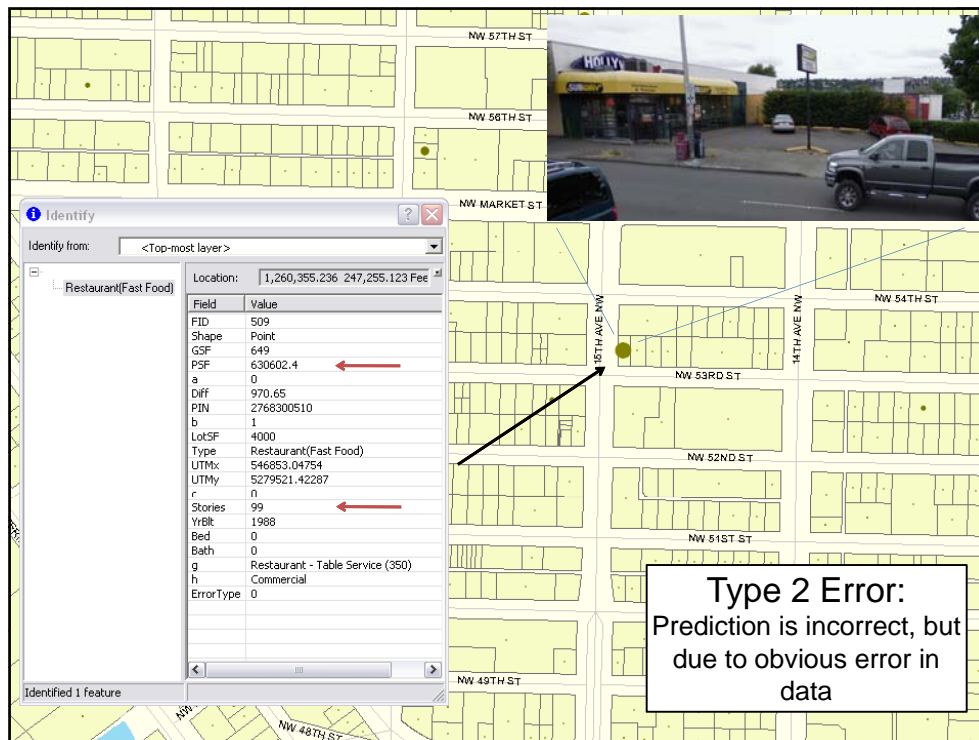 NW 57TH ST
HOLLY'S
SUBWAY
NW 56TH ST
NW MARKET ST
Identify
Identify from: <Top-most layer>
Restaurant(Fast Food)
Location: 1,260,355.236 247,255.123 Fee
Field Value
FID 509
Shape Point
GSF 649
PSF 630602.4
a 0
Diff 970.65
PIN 2768300510
b 1
LotSF 4000
Type Restaurant(Fast Food)
UTMx 546853.04754
UTMy 5279521.42287
c 0
Stories 99
YrBlt 1988
Bed 0
Bath 0
g Restaurant - Table Service (350)
h Commercial
ErrorType 0
Identified 1 feature
15TH AVE NW
14TH AVE NW
NW 54TH ST
NW 53RD ST
NW 52ND ST
NW 51ST ST
NW 49TH ST
NW 48TH ST
Type 2 Error:
Prediction is incorrect, but
due to obvious error in
data